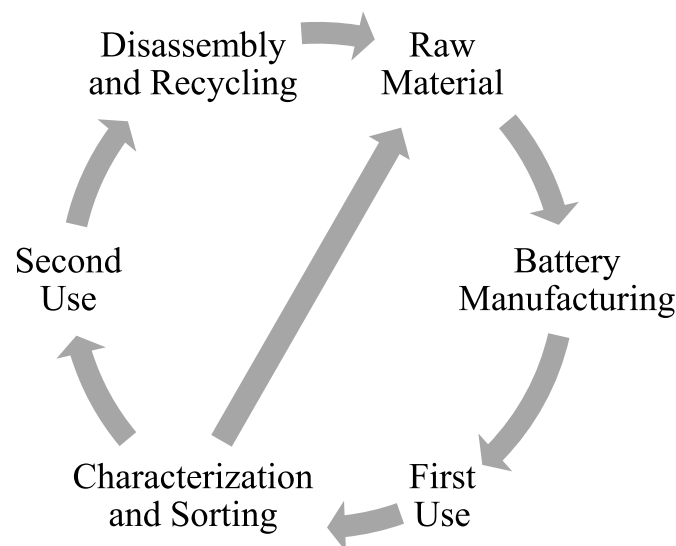 Disassembly
and Recycling
Raw
Material
Second
Use
Battery
Manufacturing
Characterization
and Sorting
First
Use